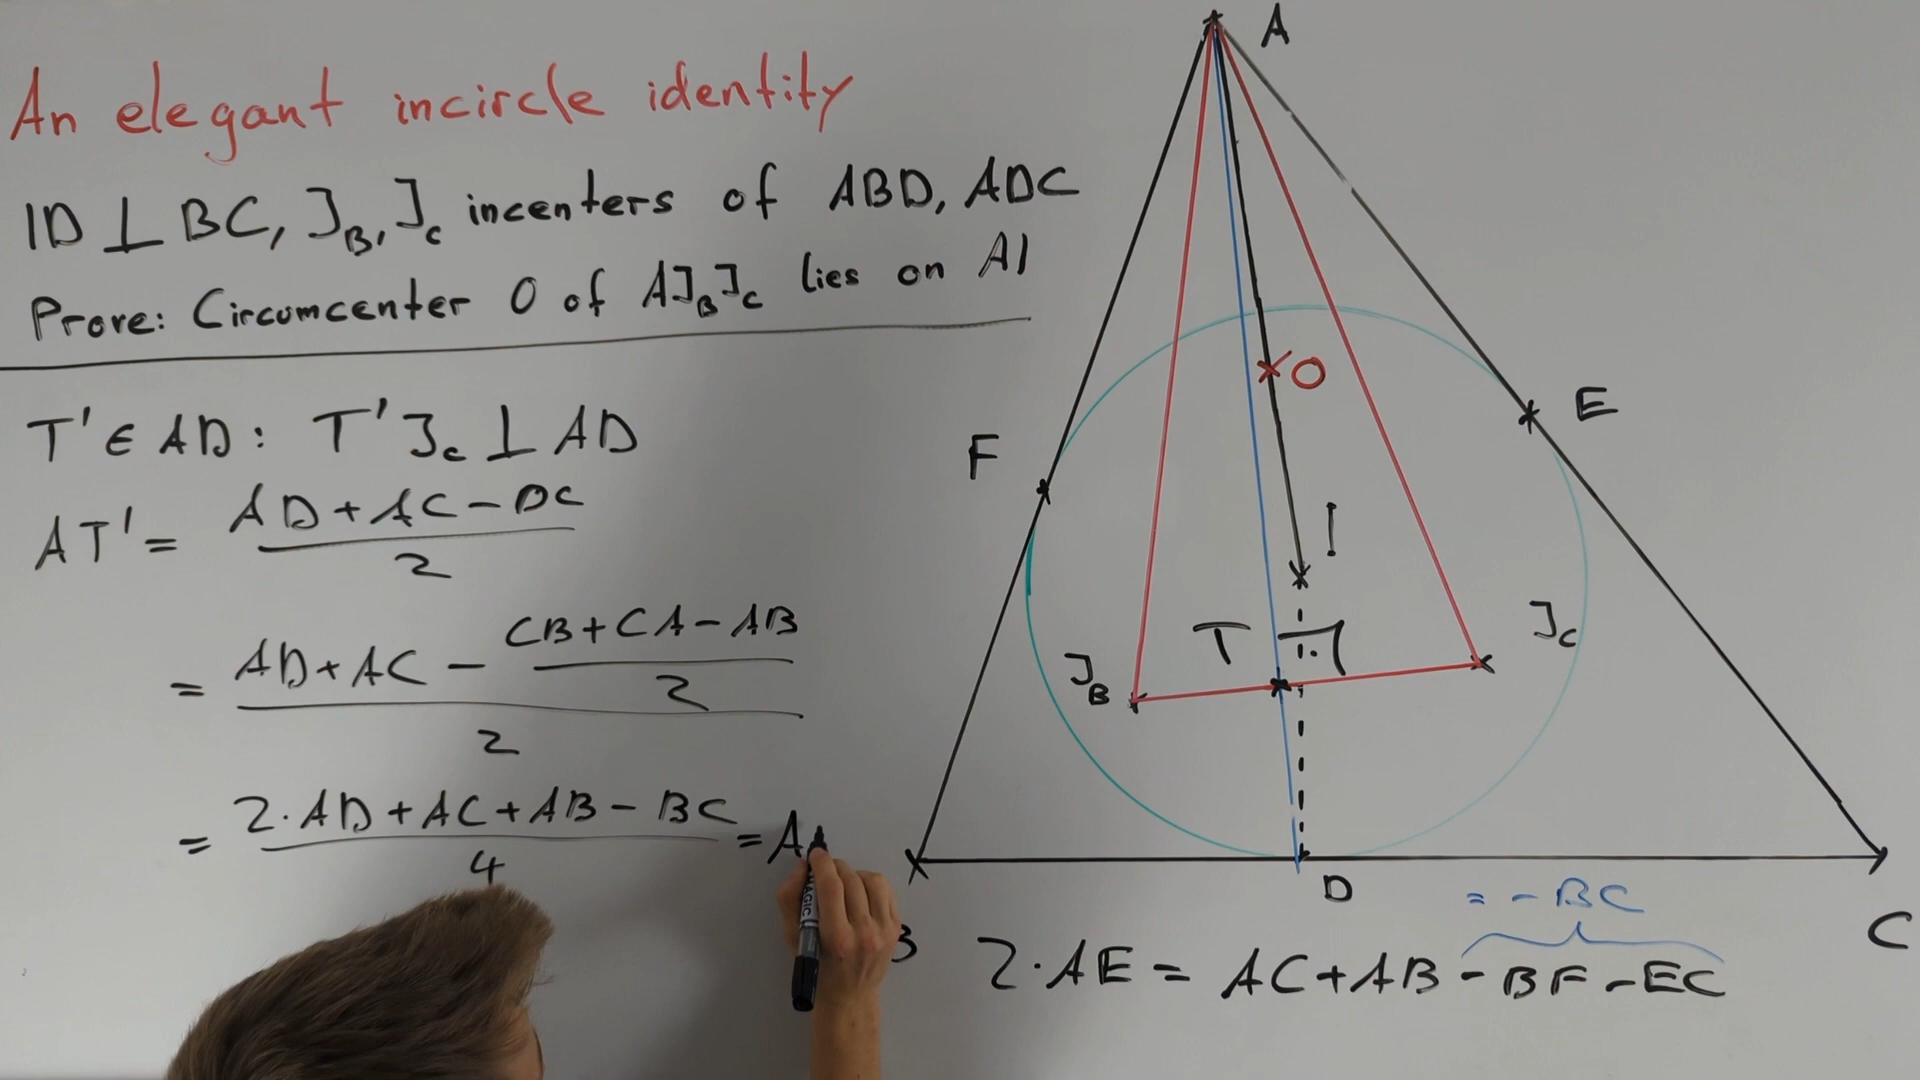 An elegant incircle identity
ID ⊥ BC, J_B, J_C incenters of ABD, ADC
Prove: Circumcenter O of AJ_BJ_C lies on AI
T' ∈ AD: T'J_C ⊥ AD
AT' = (AD + AC - DC)/2
= (AD + AC - (CB + CA - AB)/2)/2
= (2·AD + AC + AB - BC)/4 = A
A
O
F
E
I
T
J_B
J_C
D
C
= -BC
2·AE = AC + AB - BF - EC
MAGIC